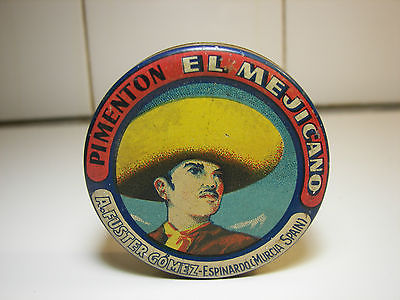 PIMENTON EL MEJICANO
A. FUSTER GOMEZ-ESPINARDO (MURCIA SPAIN)